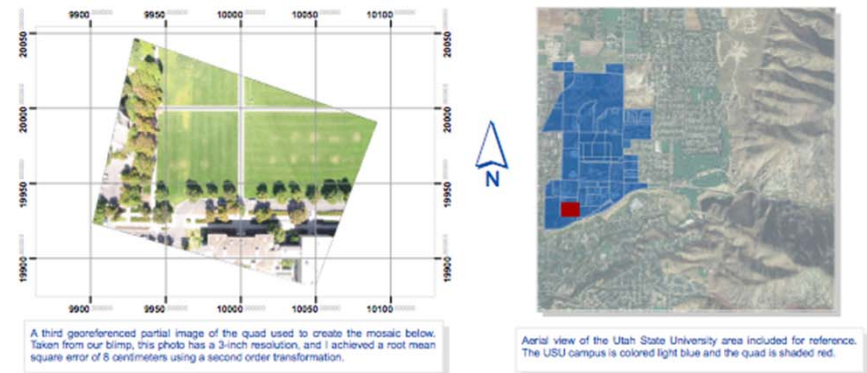 9900 9950 10000 10050 10100
20050 20050
20000 20000
19950 19950
19900 19900
9900 9950 10000 10050 10100
N
A third georeferenced partial image of the quad used to create the mosaic below.
Taken from our blimp, this photo has a 3-inch resolution, and I achieved a root mean
square error of 8 centimeters using a second order transformation.
Aerial view of the Utah State University area included for reference.
The USU campus is colored light blue and the quad is shaded red.